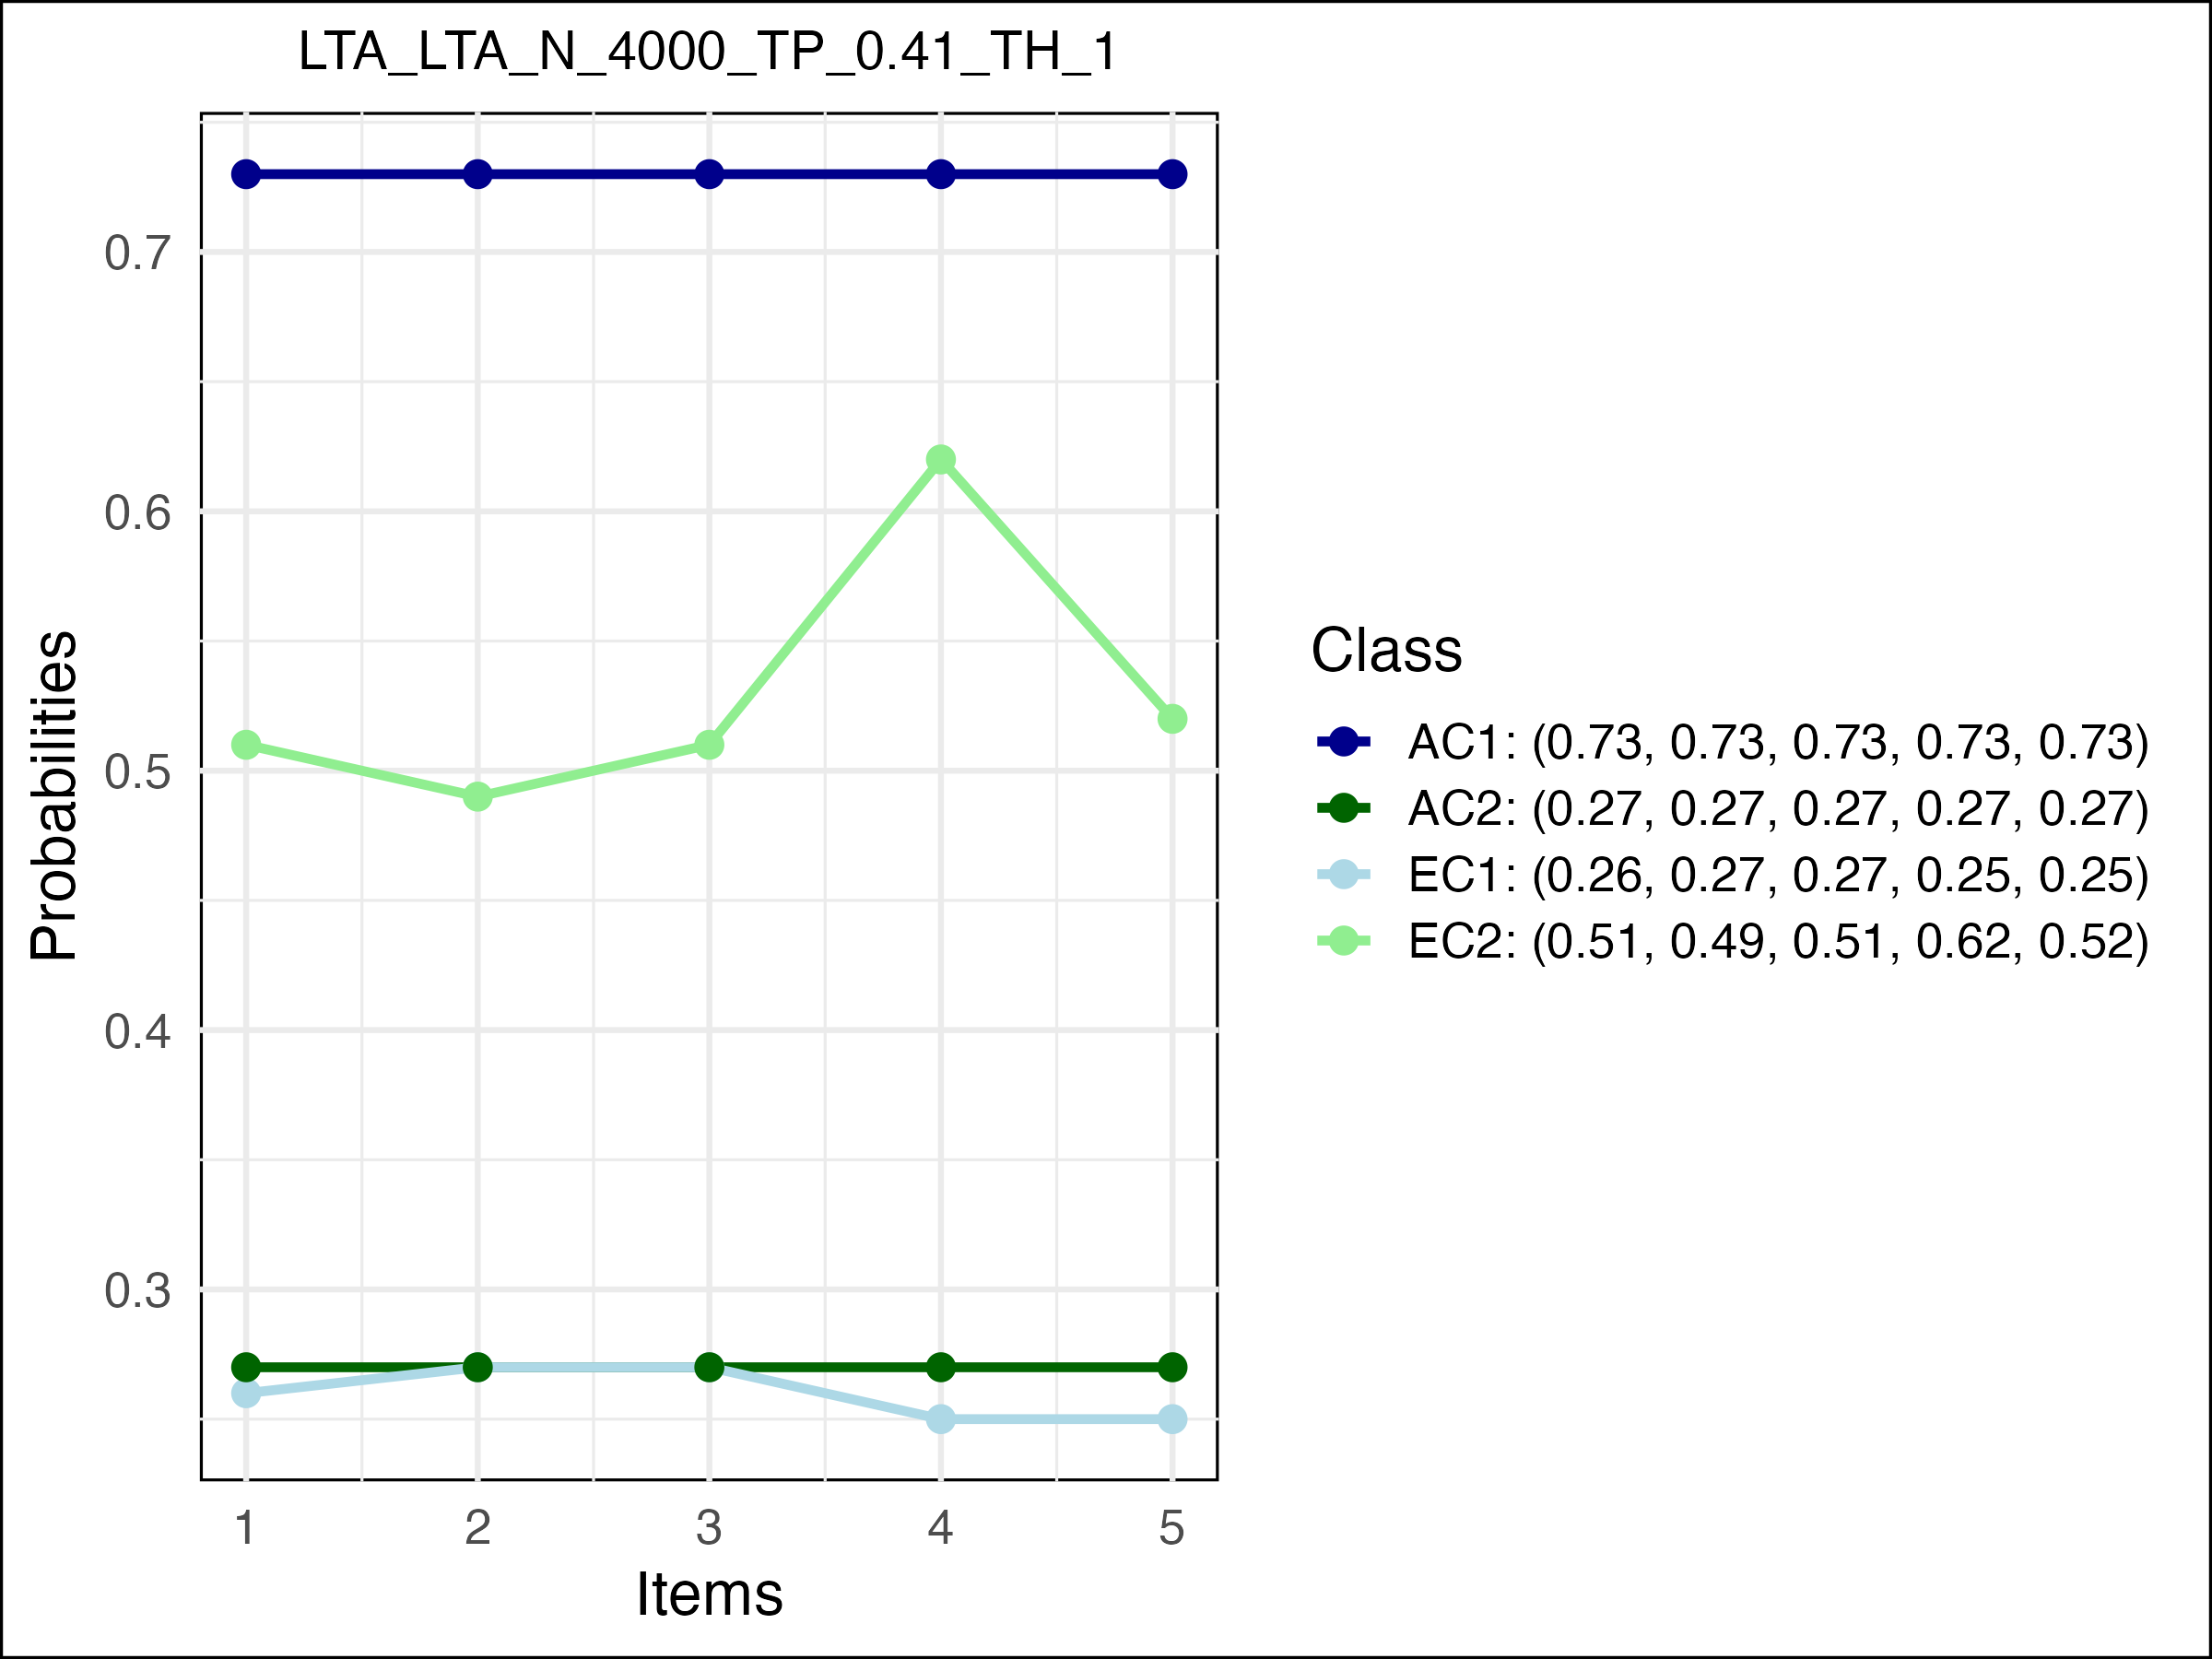 LTA_LTA_N_4000_TP_0.41_TH_1
Probabilities
0.7
0.6
0.5
0.4
0.3
1 2 3 4 5
Items
Class
AC1: (0.73, 0.73, 0.73, 0.73, 0.73)
AC2: (0.27, 0.27, 0.27, 0.27, 0.27)
EC1: (0.26, 0.27, 0.27, 0.25, 0.25)
EC2: (0.51, 0.49, 0.51, 0.62, 0.52)